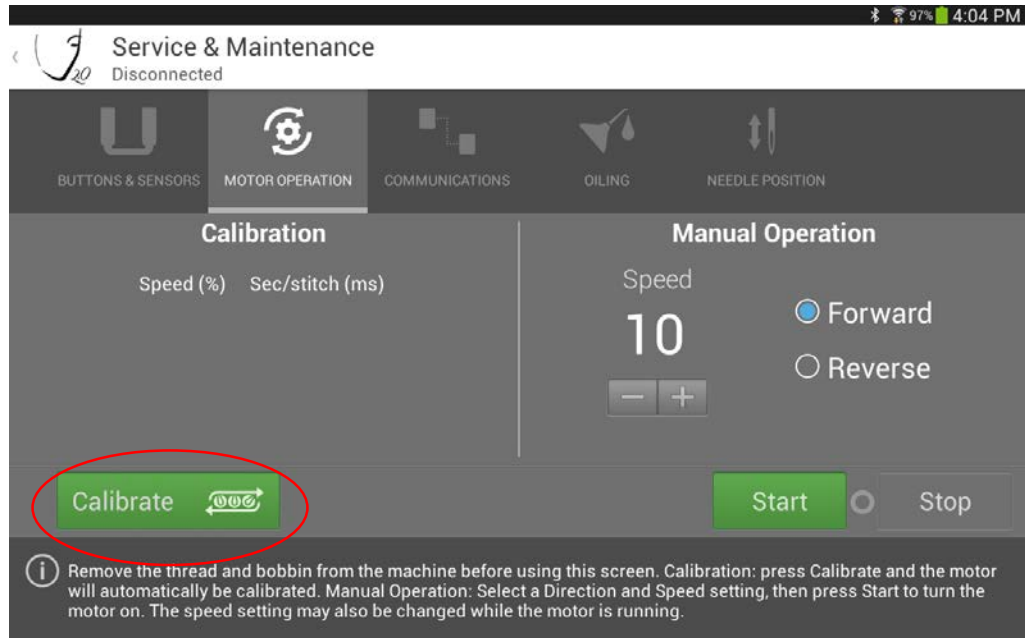 97% 4:04 PM
J20 Service & Maintenance
Disconnected
BUTTONS & SENSORS MOTOR OPERATION COMMUNICATIONS OILING NEEDLE POSITION
Calibration
Speed (%) Sec/stitch (ms)
Manual Operation
Speed
10
Forward
Reverse
Calibrate
Start Stop
Remove the thread and bobbin from the machine before using this screen. Calibration: press Calibrate and the motor
will automatically be calibrated. Manual Operation: Select a Direction and Speed setting, then press Start to turn the
motor on. The speed setting may also be changed while the motor is running.